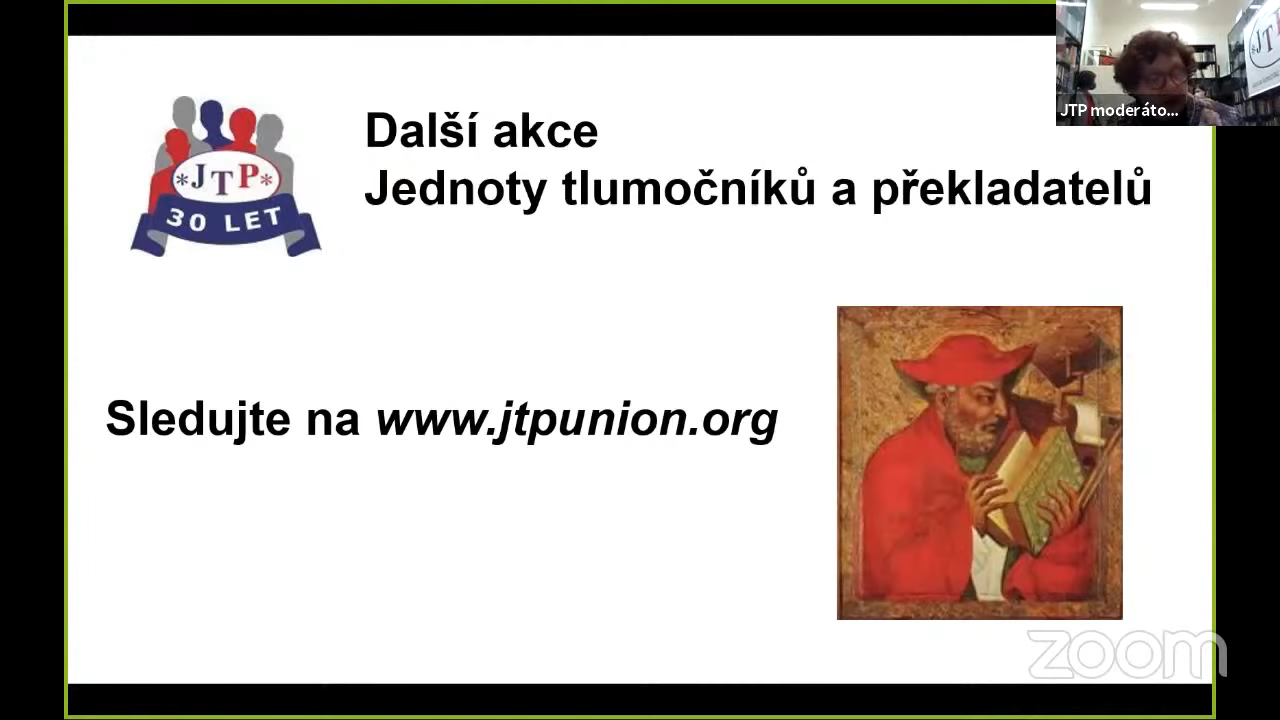 *JTP*
30 LET
Další akce
Jednoty tlumočníků a překladatelů
Sledujte na www.jtpunion.org
JTP moderáto...
zoom